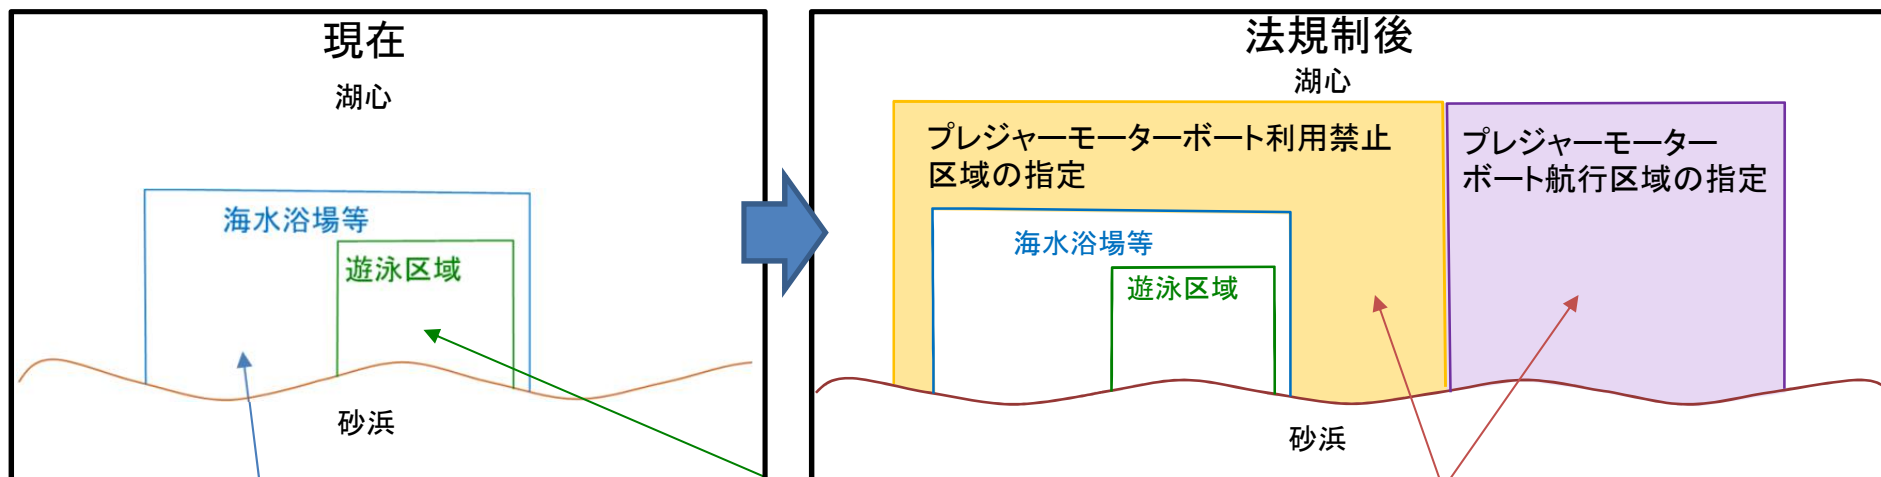 現在
湖心
海水浴場等
遊泳区域
砂浜
法規制後
湖心
プレジャーモーターボート利用禁止
区域の指定
プレジャーモーター
ボート航行区域の指定
海水浴場等
遊泳区域
砂浜